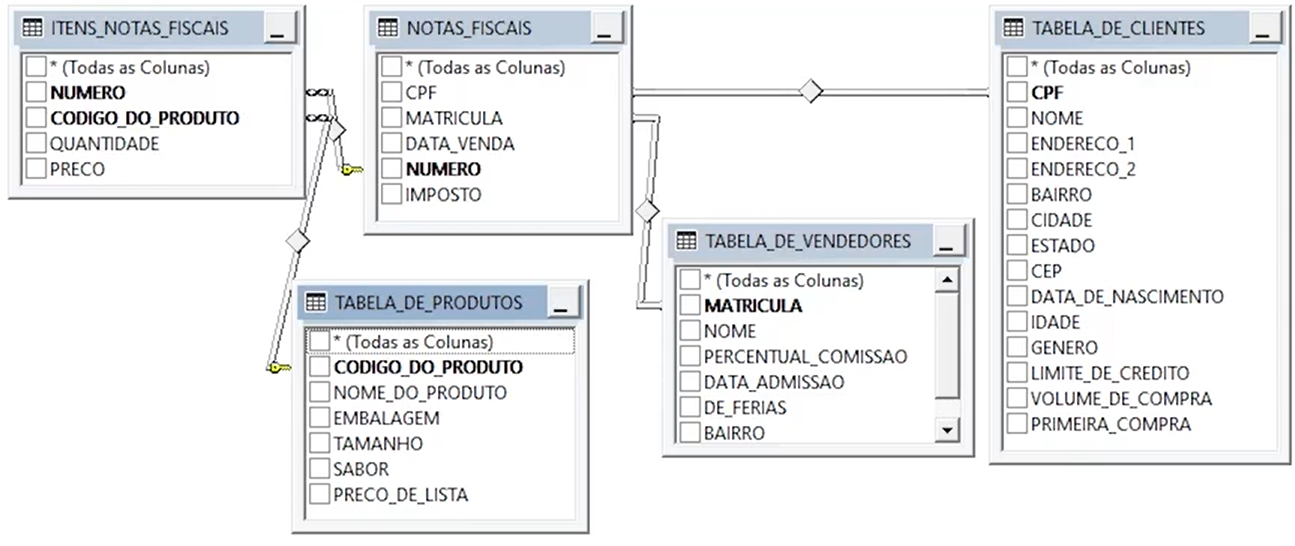 ITENS_NOTAS_FISCAIS
* (Todas as Colunas)
NUMERO
CODIGO_DO_PRODUTO
QUANTIDADE
PRECO
NOTAS_FISCAIS
* (Todas as Colunas)
CPF
MATRICULA
DATA_VENDA
NUMERO
IMPOSTO
TABELA_DE_CLIENTES
* (Todas as Colunas)
CPF
NOME
ENDERECO_1
ENDERECO_2
BAIRRO
CIDADE
ESTADO
CEP
DATA_DE_NASCIMENTO
IDADE
GENERO
LIMITE_DE_CREDITO
VOLUME_DE_COMPRA
PRIMEIRA_COMPRA
TABELA_DE_VENDEDORES
* (Todas as Colunas)
MATRICULA
NOME
PERCENTUAL_COMISSAO
DATA_ADMISSAO
DE_FERIAS
BAIRRO
TABELA_DE_PRODUTOS
* (Todas as Colunas)
CODIGO_DO_PRODUTO
NOME_DO_PRODUTO
EMBALAGEM
TAMANHO
SABOR
PRECO_DE_LISTA